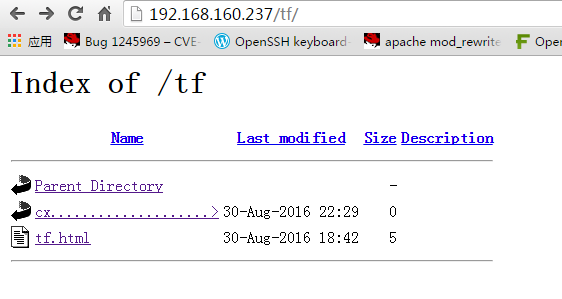 192.168.160.237/tf/
应用 Bug 1245969 – CVE- OpenSSH keyboard- apache mod_rewrite Open
Index of /tf
Name Last modified Size Description
Parent Directory -
cx....................> 30-Aug-2016 22:29 0
tf.html 30-Aug-2016 18:42 5